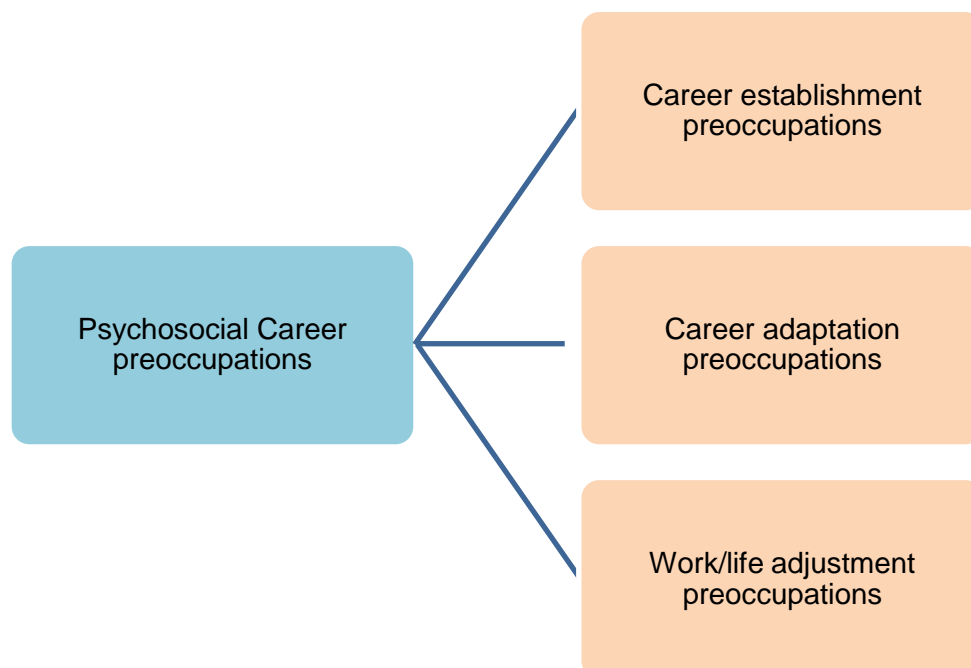 Career establishment
preoccupations
Psychosocial Career
preoccupations
Career adaptation
preoccupations
Work/life adjustment
preoccupations